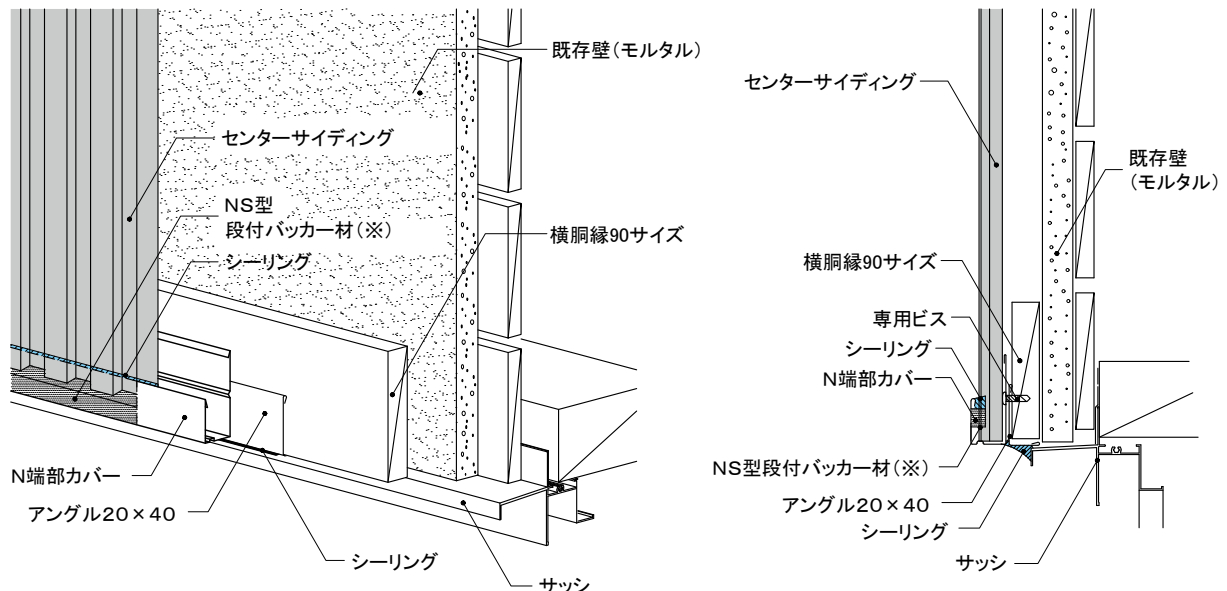 既存壁(モルタル)
センターサイディング
NS型
段付バッカー材(※)
シーリング
横胴縁90サイズ
N端部カバー
アングル20×40
シーリング
サッシ
センターサイディング
既存壁
(モルタル)
横胴縁90サイズ
専用ビス
シーリング
N端部カバー
NS型段付バッカー材(※)
アングル20×40
シーリング
サッシ